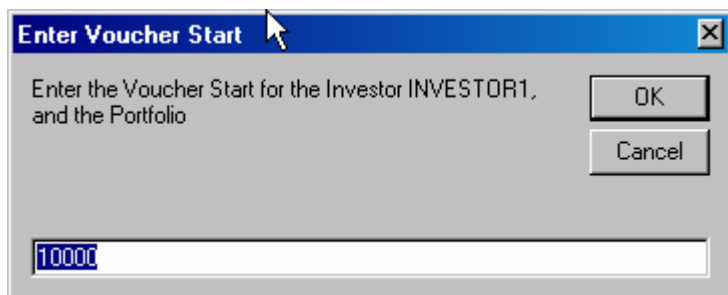 Enter Voucher Start
Enter the Voucher Start for the Investor INVESTOR1,
and the Portfolio
OK
Cancel
10000